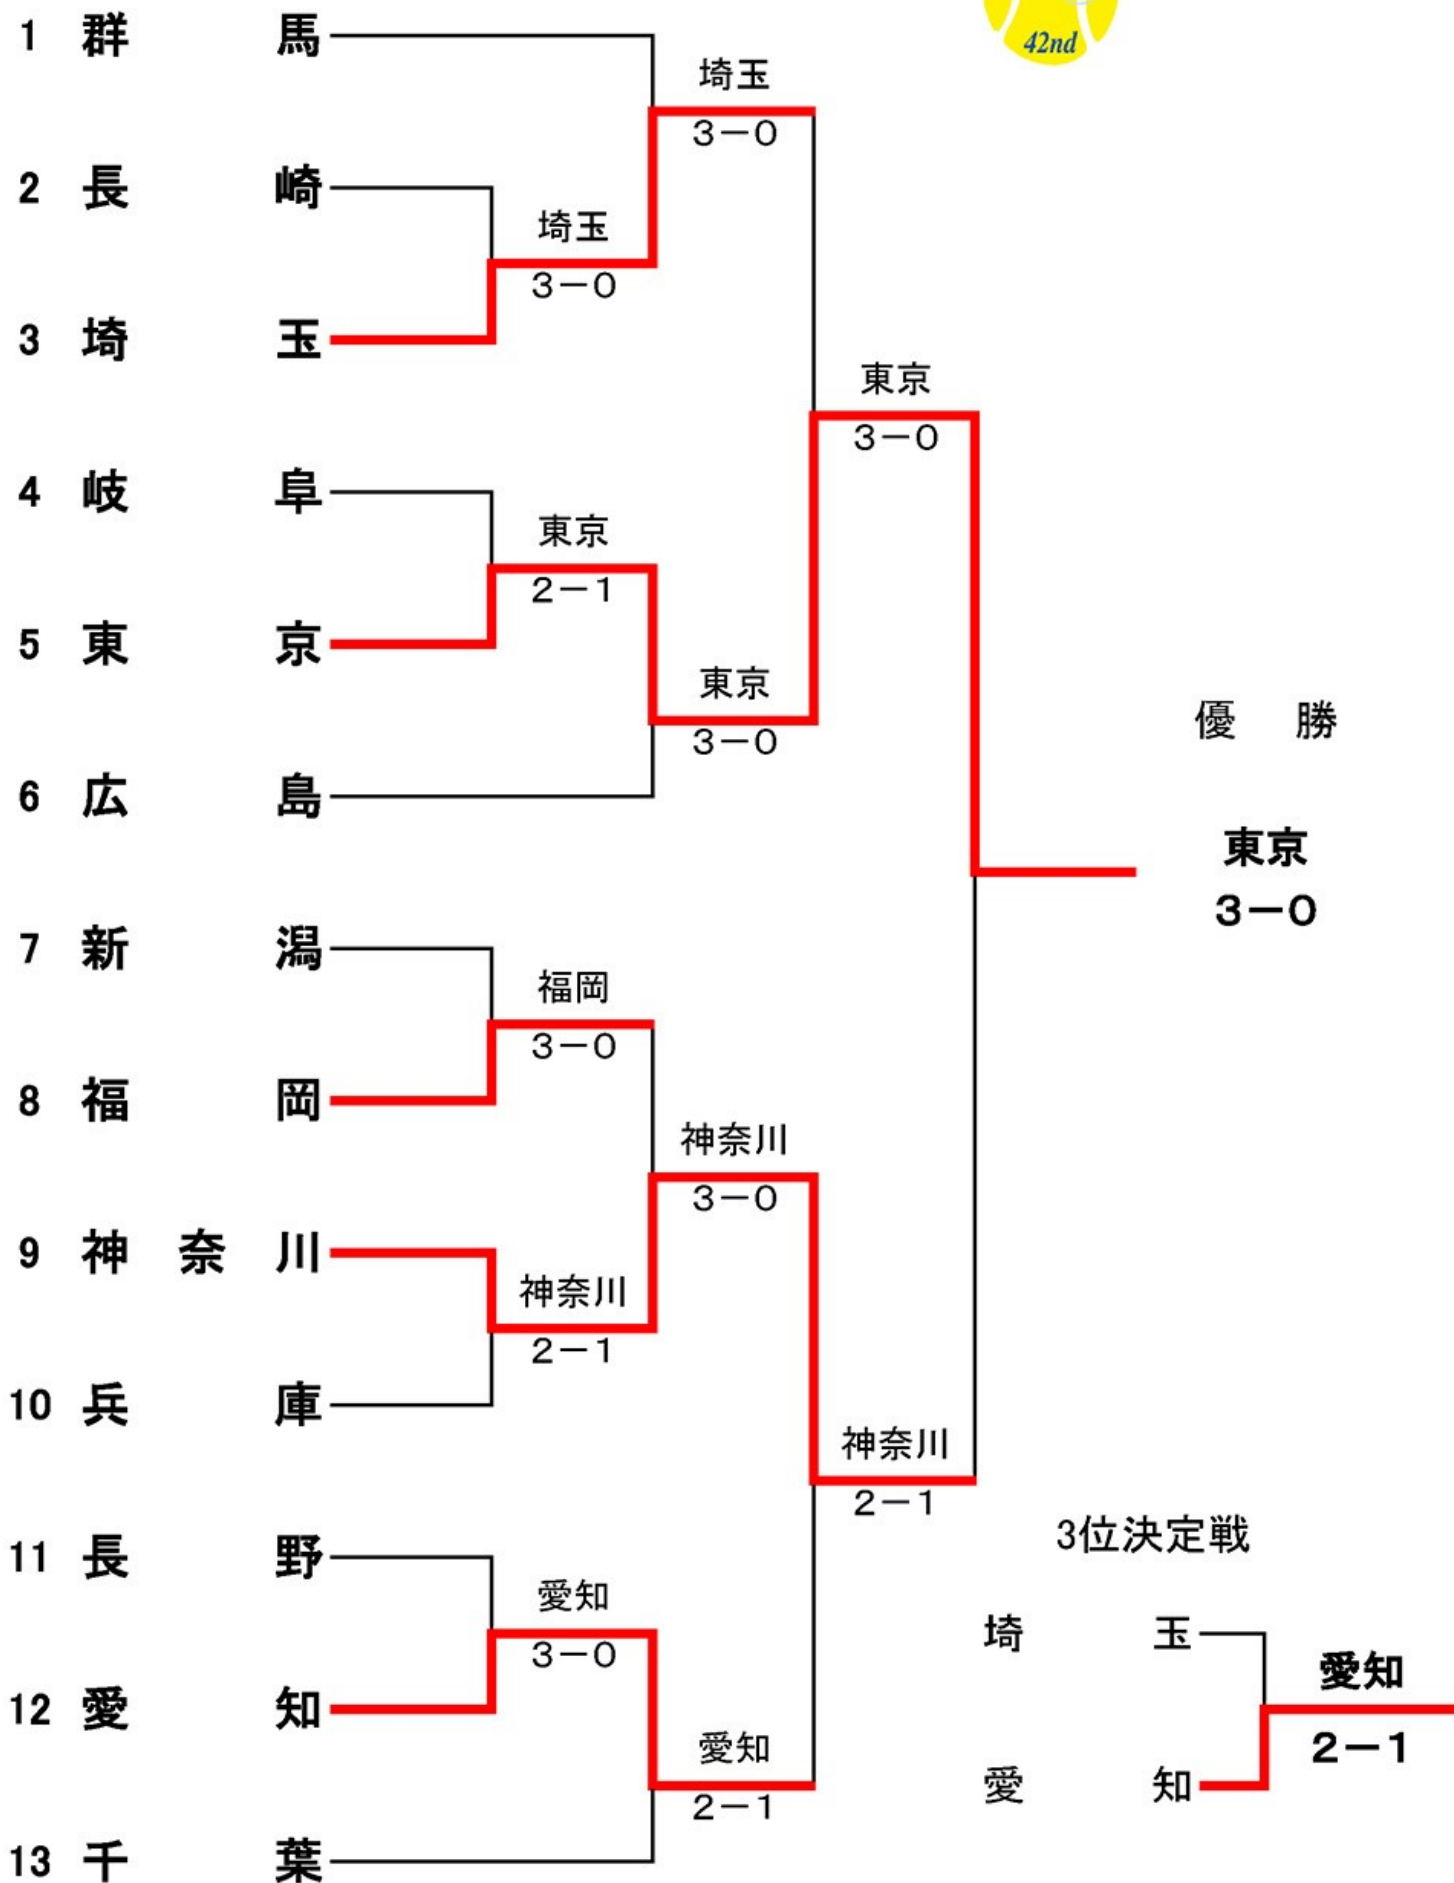 42nd
1 群馬
埼玉
3－0
2 長崎
埼玉
3－0
3 埼玉
東京
3－0
4 岐阜
東京
2－1
5 東京
東京
3－0
6 広島
優勝
東京
3－0
7 新潟
福岡
3－0
8 福岡
神奈川
3－0
9 神奈川
神奈川
2－1
10 兵庫
神奈川
2－1
11 長野
3位決定戦
愛知
3－0
埼玉
愛知
2－1
12 愛知
愛知
2－1
愛知
13 千葉